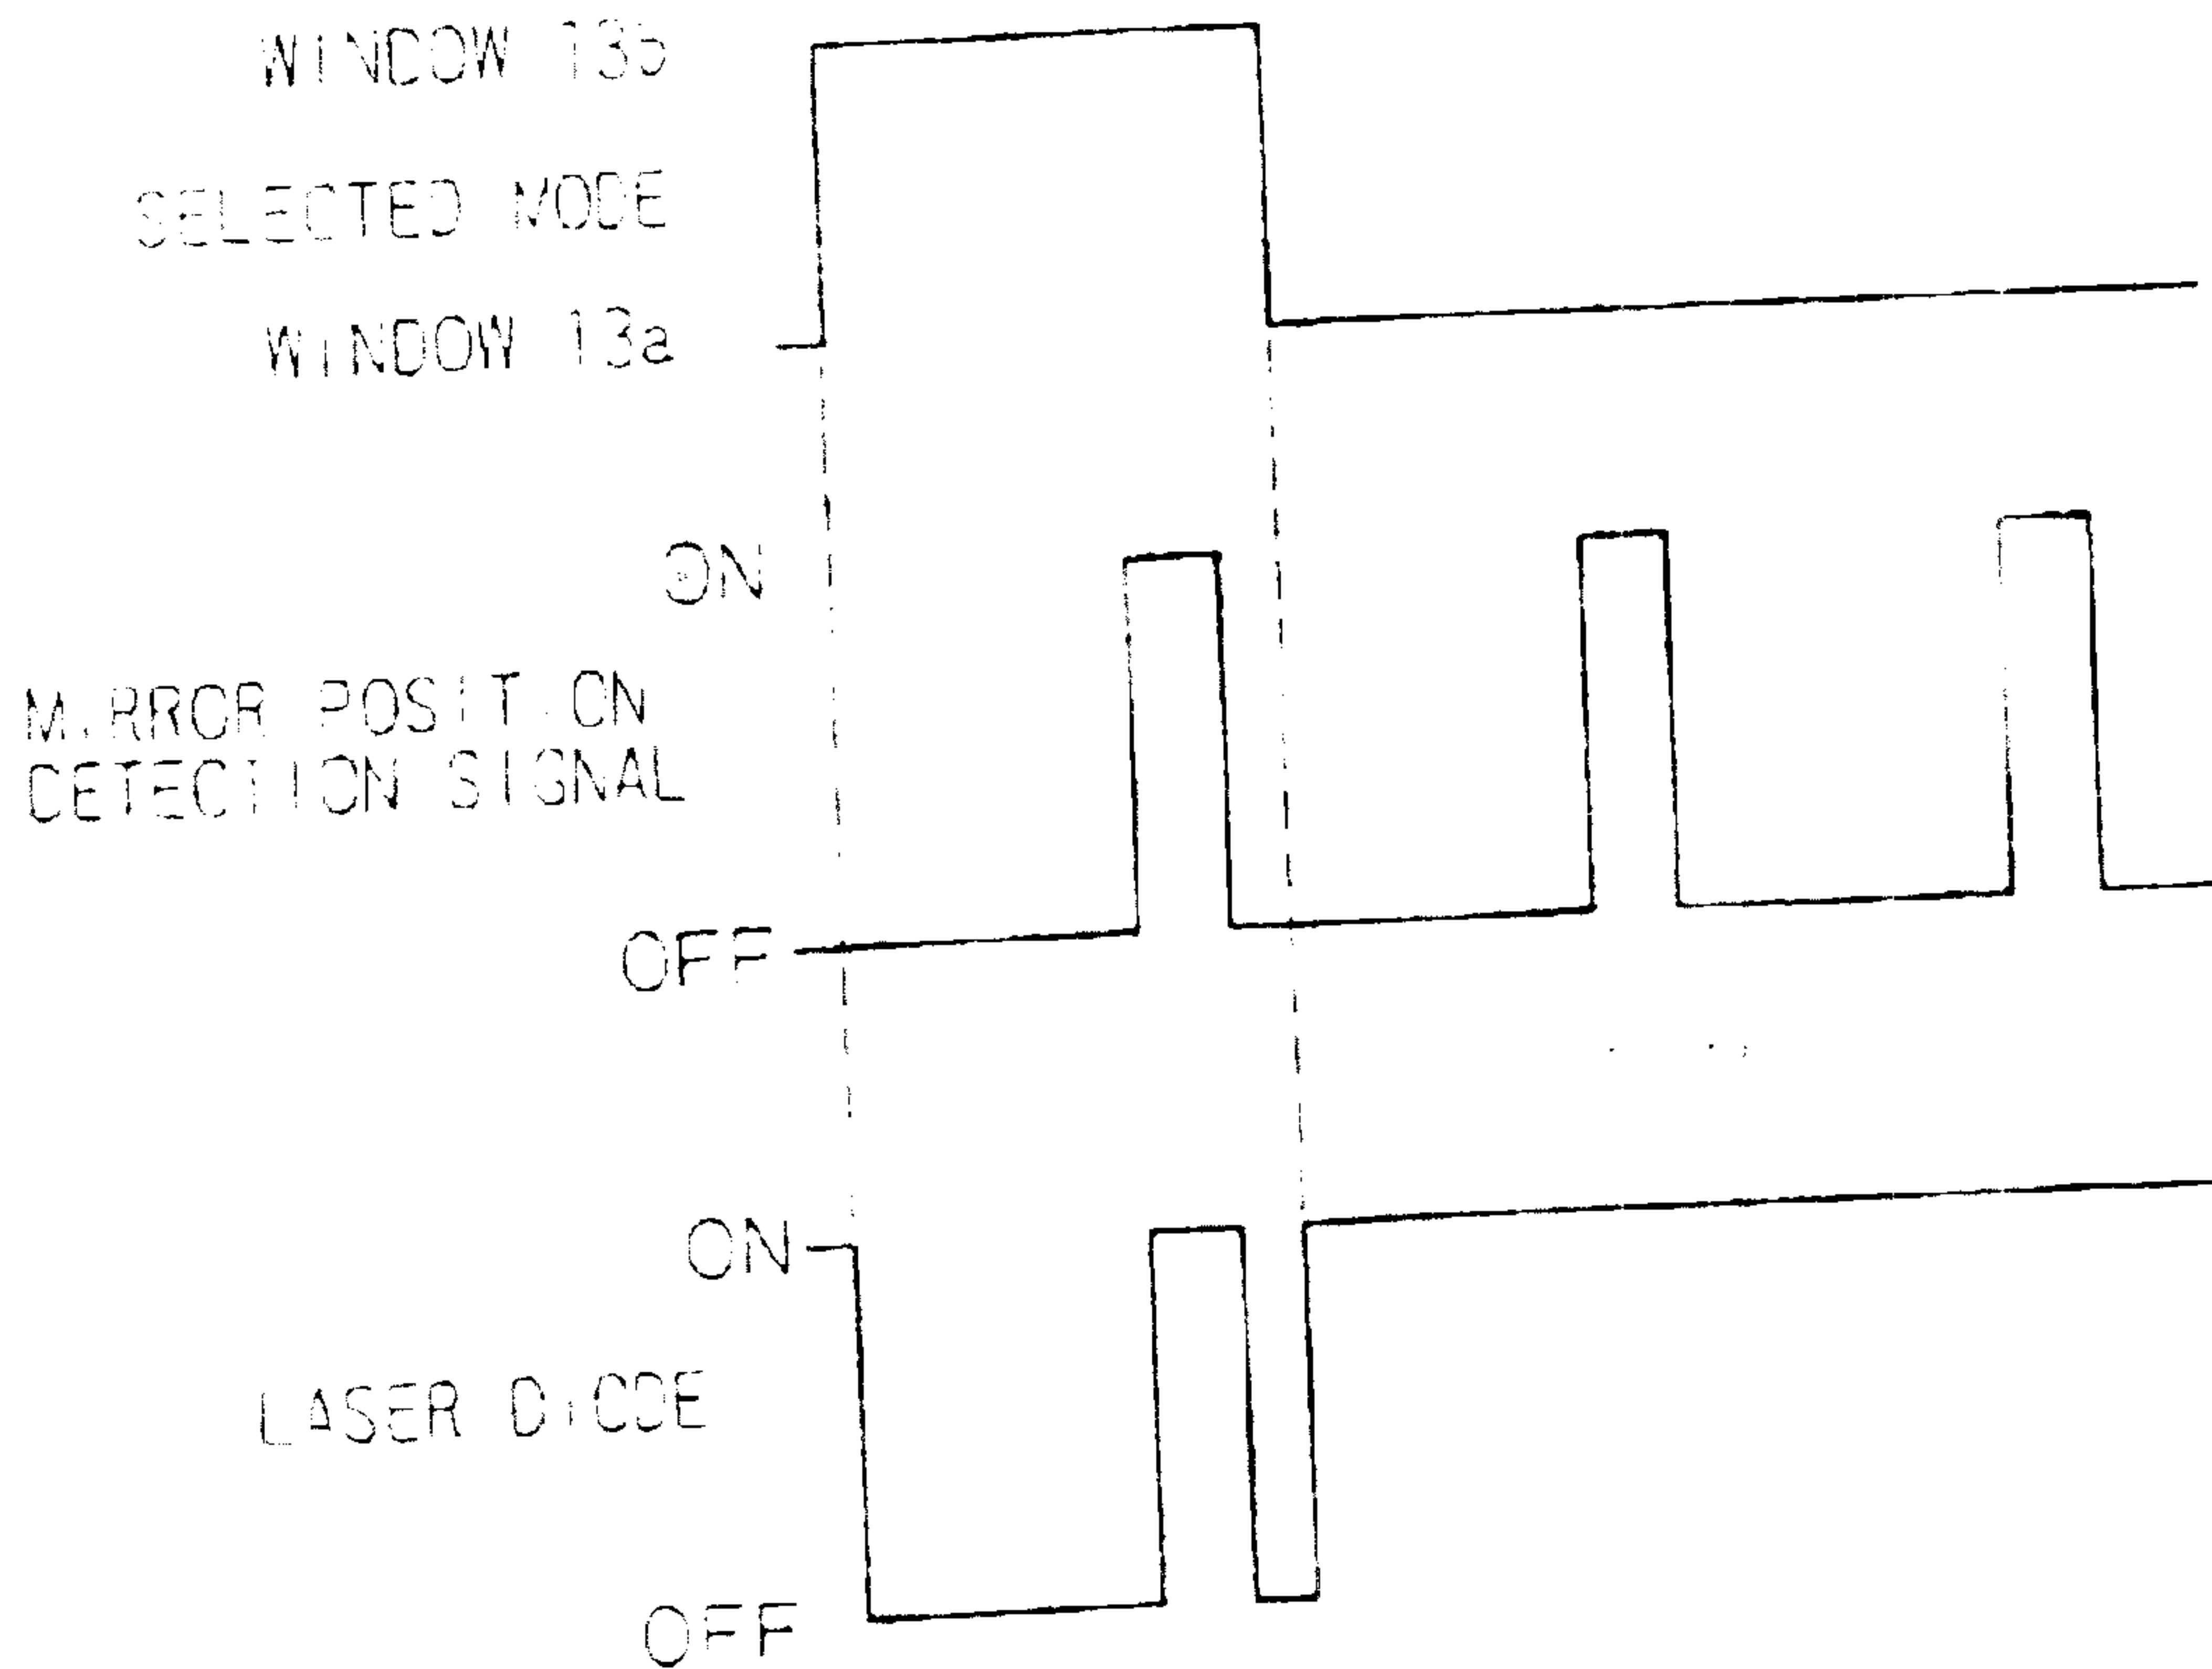 WINDOW 13b
SELECTED MODE
WINDOW 13a
ON
MIRROR POSITION
DETECTION SIGNAL
OFF
ON
LASER DIODE
OFF